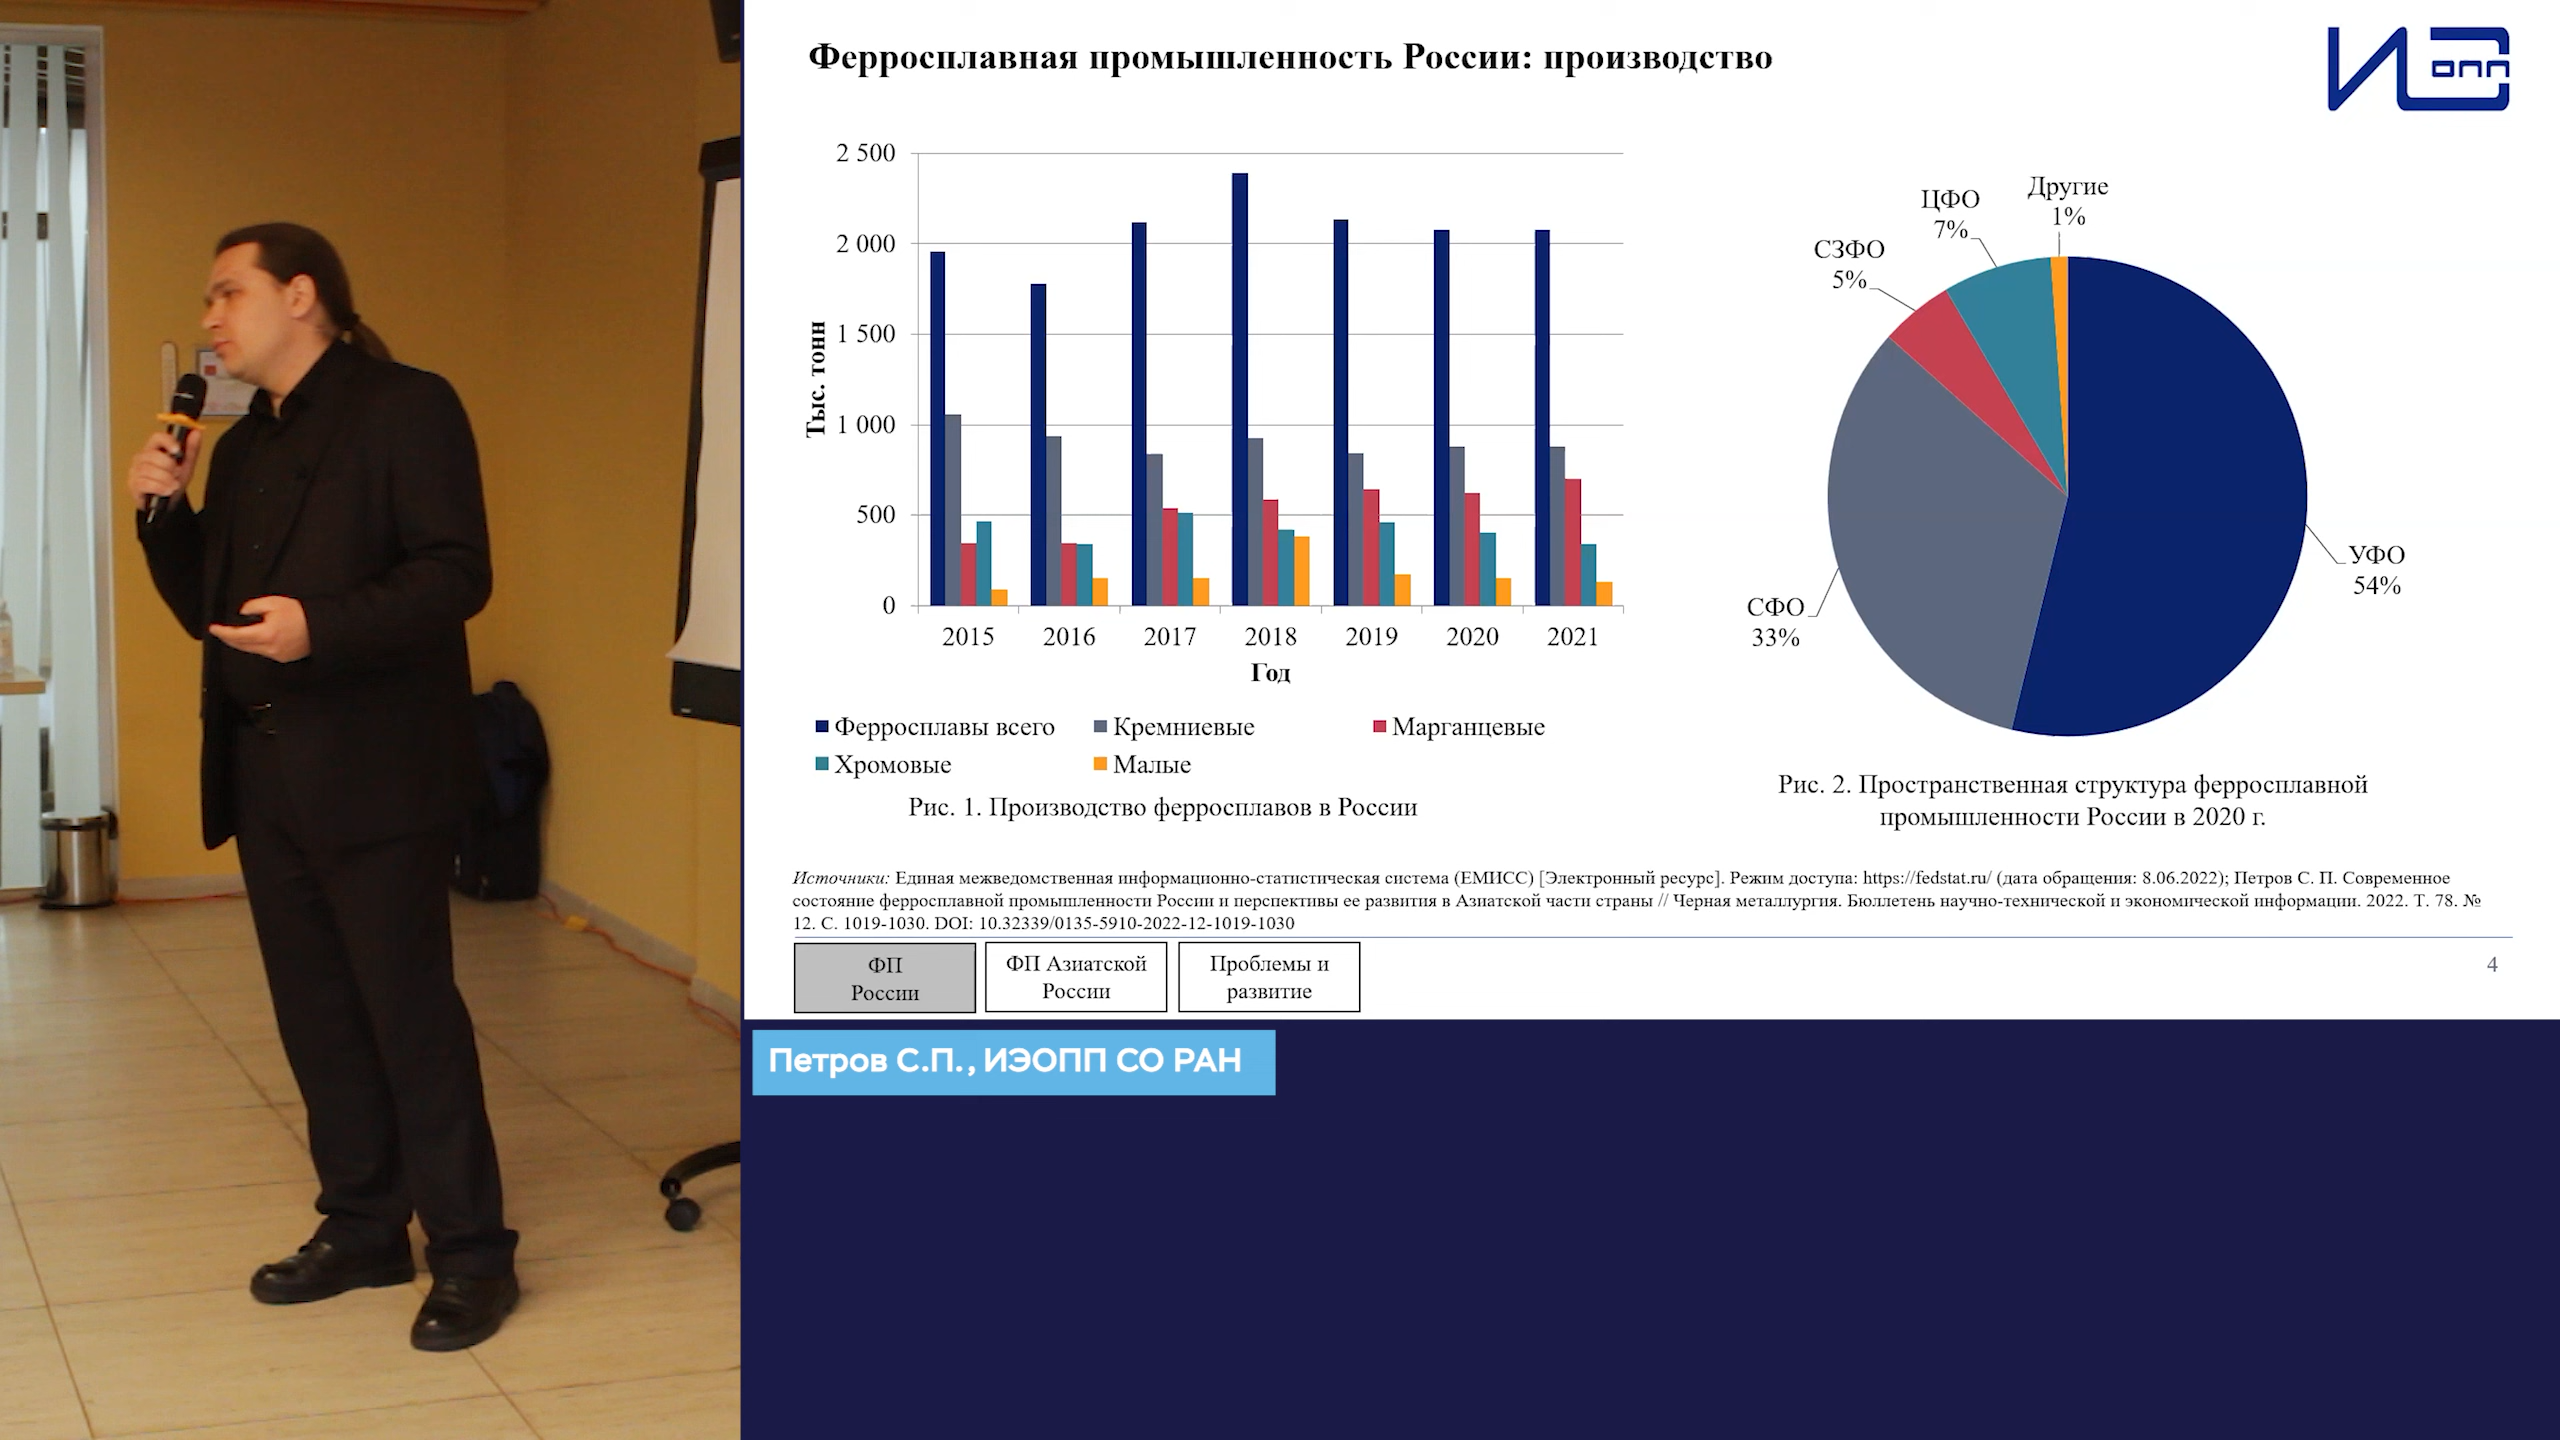 Ферросплавная промышленность России: производство
ИЭ
опп
2 500
2 000
1 500
1 000
500
0
Тыс. тонн
2015 2016 2017 2018 2019 2020 2021
Год
Ферросплавы всего Кремниевые Марганцевые
Хромовые Малые
Рис. 1. Производство ферросплавов в России
Другие
1%
ЦФО
7%
СЗФО
5%
УФО
54%
СФО
33%
Рис. 2. Пространственная структура ферросплавной
промышленности России в 2020 г.
Источники: Единая межведомственная информационно-статистическая система (ЕМИСС) [Электронный ресурс]. Режим доступа: https://fedstat.ru/ (дата обращения: 8.06.2022); Петров С. П. Современное
состояние ферросплавной промышленности России и перспективы ее развития в Азиатской части страны // Черная металлургия. Бюллетень научно-технической и экономической информации. 2022. Т. 78. №
12. С. 1019-1030. DOI: 10.32339/0135-5910-2022-12-1019-1030
ФП
России
ФП Азиатской
России
Проблемы и
развитие
4
Петров С.П., ИЭОПП СО РАН